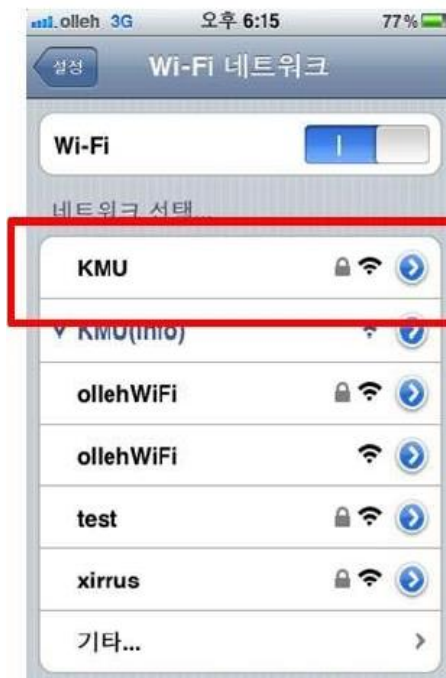 olleh 3G 오후 6:15 77%
설정 Wi-Fi 네트워크
Wi-Fi
네트워크 선택...
KMU
KMU(info)
ollehWiFi
ollehWiFi
test
xirrus
기타...